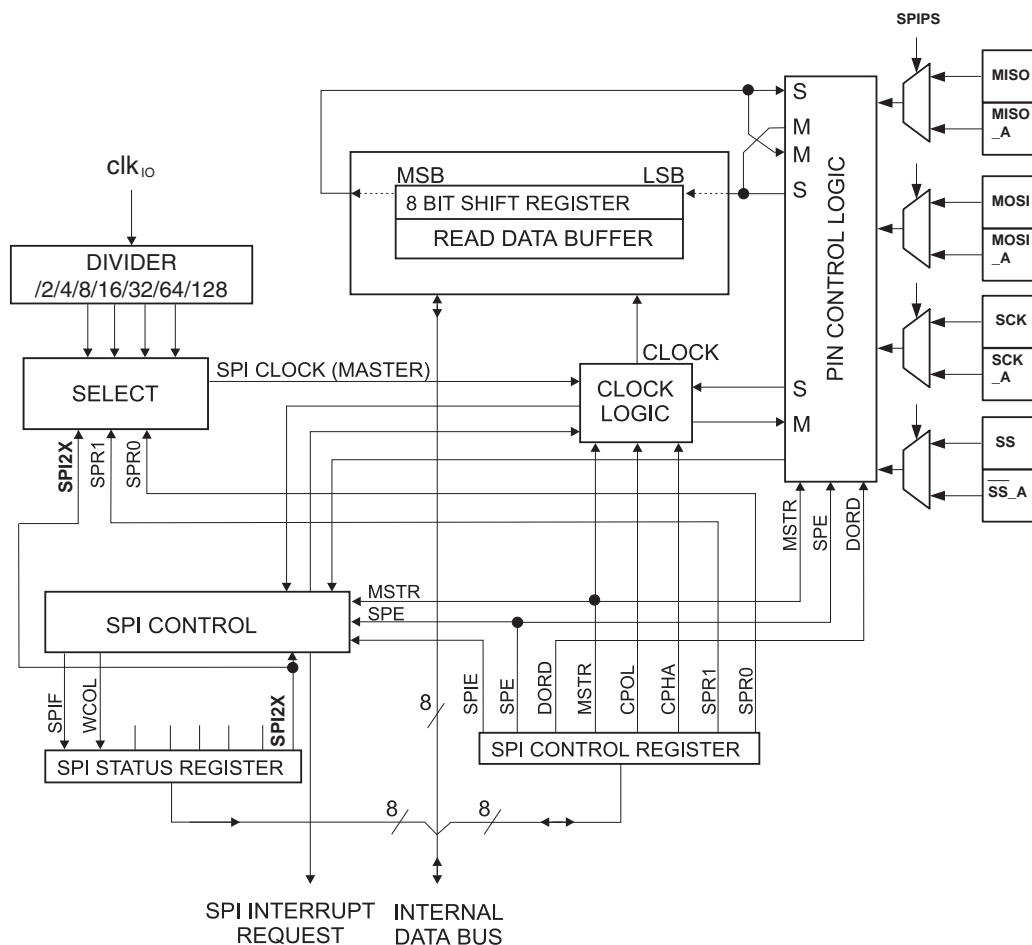 SPIPS
MISO
MISO
_A
MOSI
MOSI
_A
SCK
SCK
_A
SS
SS_A
S
M
M
S
S
M
PIN CONTROL LOGIC
MSB
LSB
8 BIT SHIFT REGISTER
READ DATA BUFFER
clkIO
DIVIDER
/2/4/8/16/32/64/128
SELECT
SPI CLOCK (MASTER)
CLOCK
CLOCK
LOGIC
SPI2X
SPR1
SPR0
MSTR
SPE
DORD
MSTR
SPE
SPI CONTROL
SPIF
WCOL
SPI2X
SPI STATUS REGISTER
8
SPIE
SPE
DORD
MSTR
CPOL
CPHA
SPR1
SPR0
SPI CONTROL REGISTER
8
8
SPI INTERRUPT
REQUEST
INTERNAL
DATA BUS